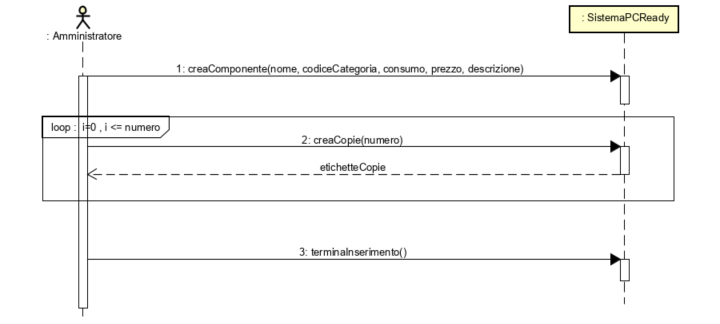 : Amministratore
: SistemaPCReady
1: creaComponente(nome, codiceCategoria, consumo, prezzo, descrizione)
loop : i=0 , i <= numero
2: creaCopie(numero)
etichetteCopie
3: terminaInserimento()